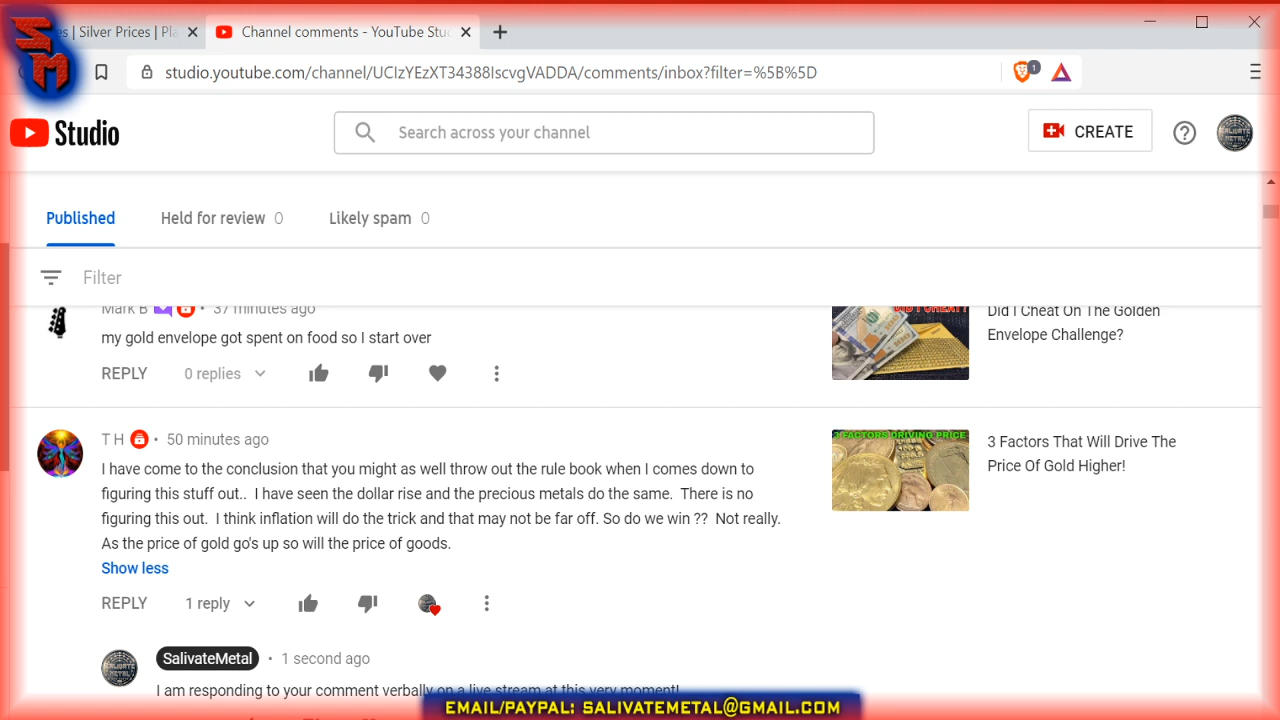 SM
es | Silver Prices | Pla
Channel comments - YouTube Stud
studio.youtube.com/channel/UCIzYEzXT34388IscvgVADDA/comments/inbox?filter=%5B%5D
1
Studio
Search across your channel
CREATE
Published
Held for review 0
Likely spam 0
Filter
Mark B • 37 minutes ago
my gold envelope got spent on food so I start over
REPLY 0 replies
DID I CHEAT?
Did I Cheat On The Golden
Envelope Challenge?
T H • 50 minutes ago
I have come to the conclusion that you might as well throw out the rule book when I comes down to
figuring this stuff out.. I have seen the dollar rise and the precious metals do the same. There is no
figuring this out. I think inflation will do the trick and that may not be far off. So do we win ?? Not really.
As the price of gold go's up so will the price of goods.
Show less
REPLY 1 reply
3 FACTORS DRIVING PRICE
3 Factors That Will Drive The
Price Of Gold Higher!
SalivateMetal • 1 second ago
I am responding to your comment verbally on a live stream at this very moment!
EMAIL/PAYPAL: SALIVATEMETAL@GMAIL.COM